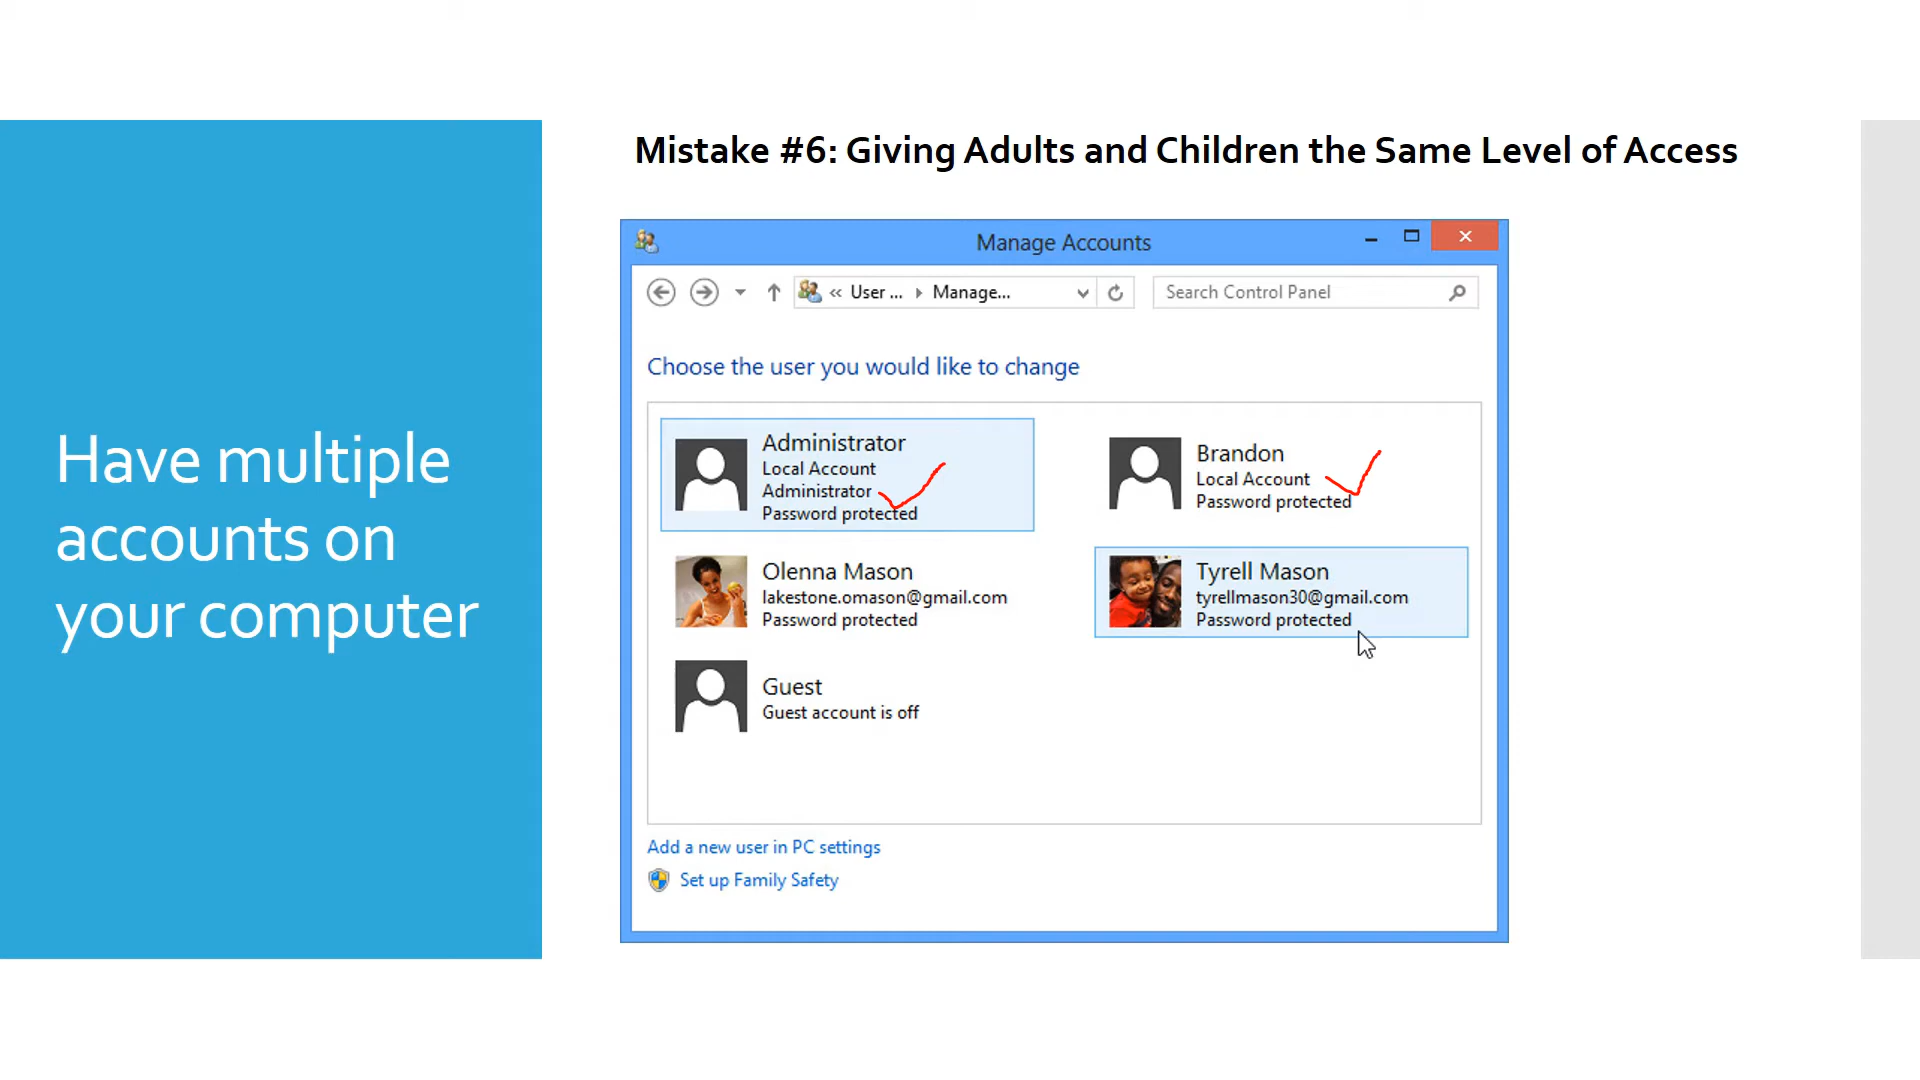 Mistake #6: Giving Adults and Children the Same Level of Access
Have multiple
accounts on
your computer
Manage Accounts
« User ... Manage...
Search Control Panel
Choose the user you would like to change
Administrator
Local Account
Administrator
Password protected
Brandon
Local Account
Password protected
Olenna Mason
lakestone.omason@gmail.com
Password protected
Tyrell Mason
tyrellmason30@gmail.com
Password protected
Guest
Guest account is off
Add a new user in PC settings
Set up Family Safety